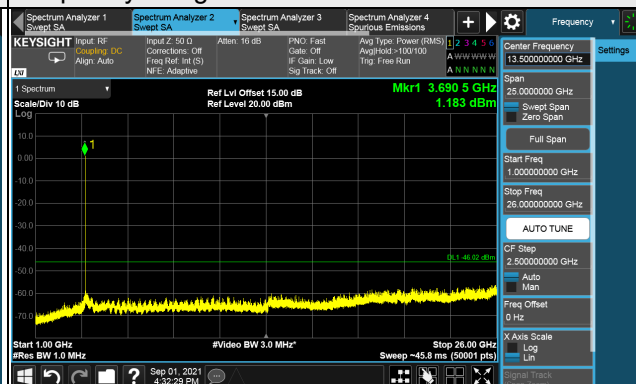 Spectrum Analyzer 1
Swept SA
Spectrum Analyzer 2
Swept SA
Spectrum Analyzer 3
Swept SA
Spectrum Analyzer 4
Spurious Emissions
Frequency
KEYSIGHT
Input: RF
Coupling: DC
Align: Auto
Input Z: 50 Ω
Corrections: Off
Freq Ref: Int (S)
NFE: Adaptive
Atten: 16 dB
PNO: Fast
Gate: Off
IF Gain: Low
Sig Track: Off
Avg Type: Power (RMS)
Avg|Hold:>100/100
Trig: Free Run
1 2 3 4 5 6
A W W W W W
A N N N N N
LXI
1 Spectrum
Scale/Div 10 dB
Log
Ref Lvl Offset 15.00 dB
Ref Level 20.00 dBm
Mkr1 3.690 5 GHz
1.183 dBm
10.0
0.00
-10.0
-20.0
-30.0
-40.0
-50.0
-60.0
-70.0
1
DL1 -46.02 dBm
Start 1.00 GHz
#Res BW 1.0 MHz
#Video BW 3.0 MHz*
Stop 26.00 GHz
Sweep ~45.8 ms (50001 pts)
Sep 01, 2021
4:32:29 PM
Center Frequency
13.500000000 GHz
Settings
Span
25.0000000 GHz
Swept Span
Zero Span
Full Span
Start Freq
1.000000000 GHz
Stop Freq
26.000000000 GHz
AUTO TUNE
CF Step
2.500000000 GHz
Auto
Man
Freq Offset
0 Hz
X Axis Scale
Log
Lin
Signal Track